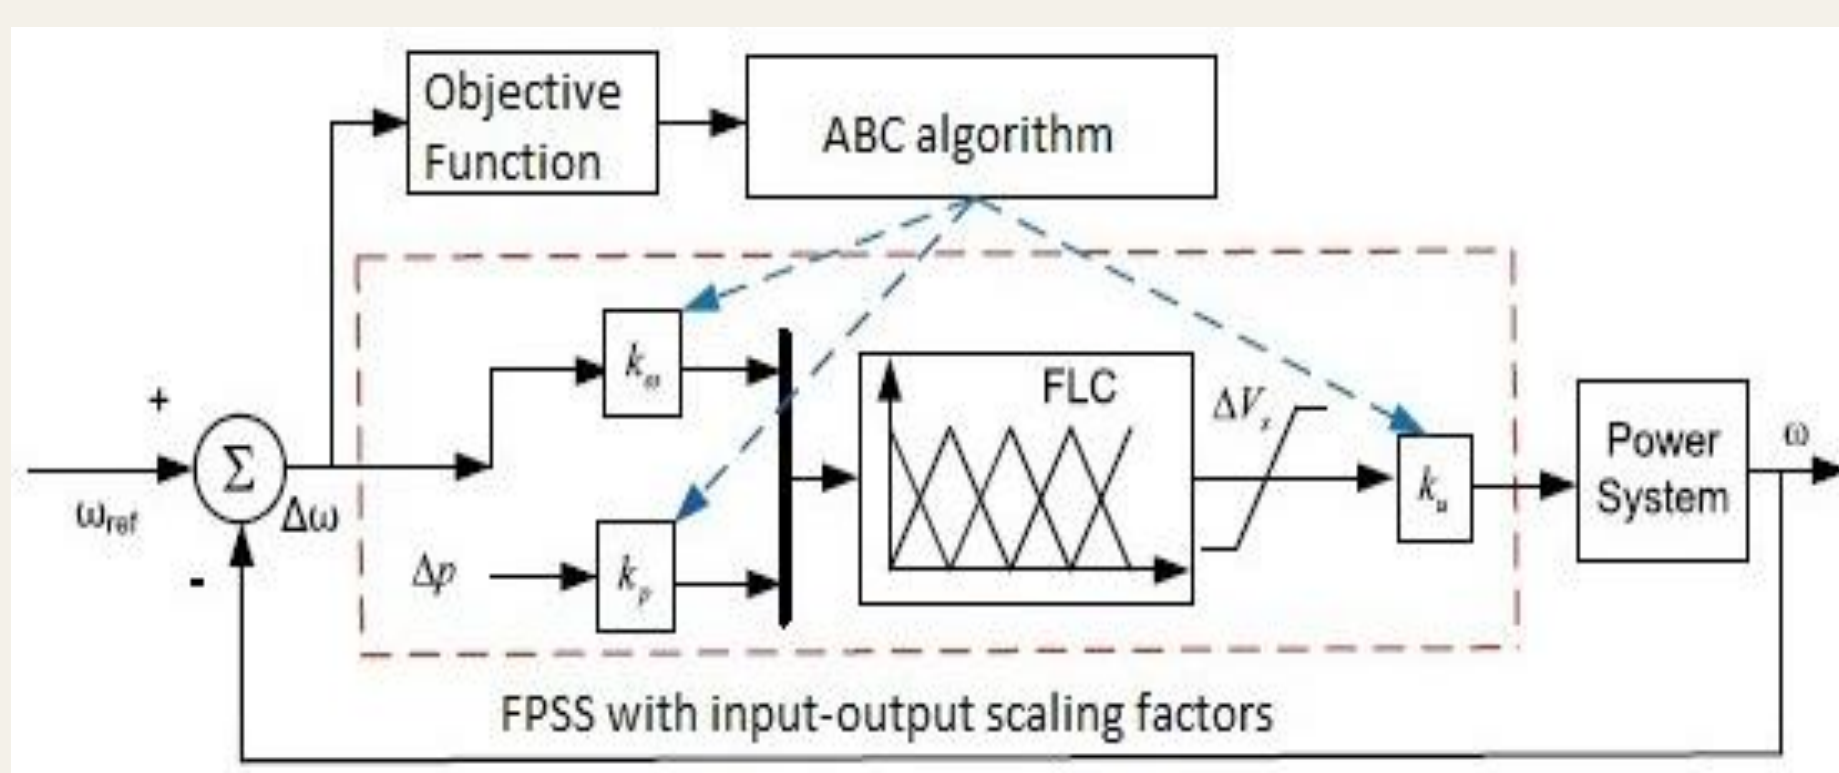 Objective
Function
ABC algorithm
+
ω_ref
Σ
Δω
-
k_ω
Δp
k_p
FLC
ΔV_s
k_u
Power
System
ω
FPSS with input-output scaling factors